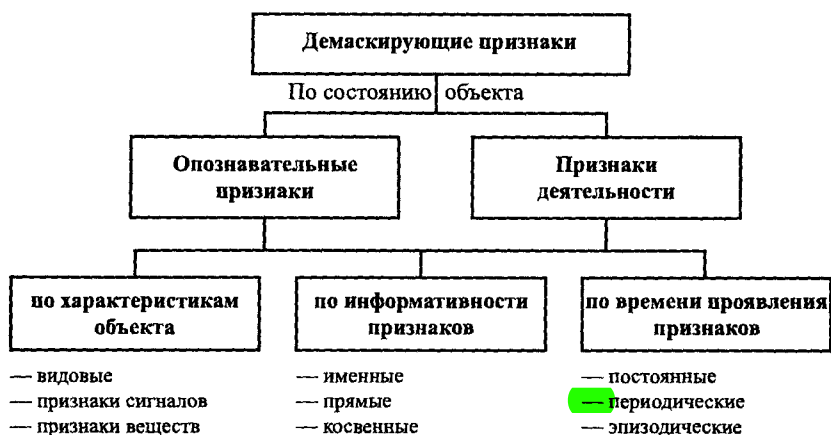 Демаскирующие признаки
По состоянию объекта
Опознавательные
призиаки
Признаки
деятельности
по характеристикам
объекта
по информативности
признаков
по времени проявления
признаков
— видовые
— признаки сигналов
— признаки веществ
— именные
— прямые
— косвенные
— постоянные
— периодические
— эпизодические